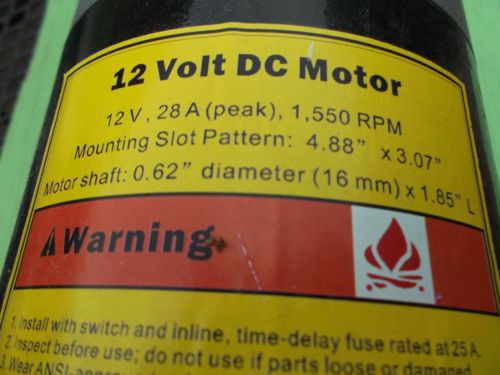 12 Volt DC Motor
12 V, 28 A (peak), 1,550 RPM
Mounting Slot Pattern: 4.88" x 3.07"
Motor shaft: 0.62" diameter (16 mm) x 1.85" L
Warning
1. Install with switch and inline, time-delay fuse rated at 25 A.
2. Inspect before use; do not use if parts loose or damaged.
3. Wear